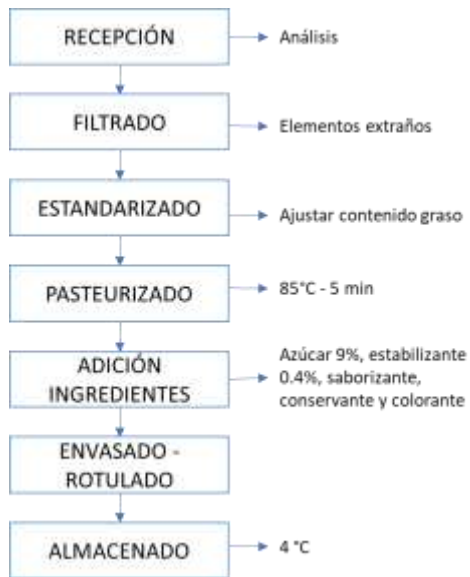 RECEPCIÓN
Análisis
FILTRADO
Elementos extraños
ESTANDARIZADO
Ajustar contenido graso
PASTEURIZADO
85°C - 5 min
ADICIÓN
INGREDIENTES
Azúcar 9%, estabilizante
0.4%, saborizante,
conservante y colorante
ENVASADO -
ROTULADO
ALMACENADO
4 °C